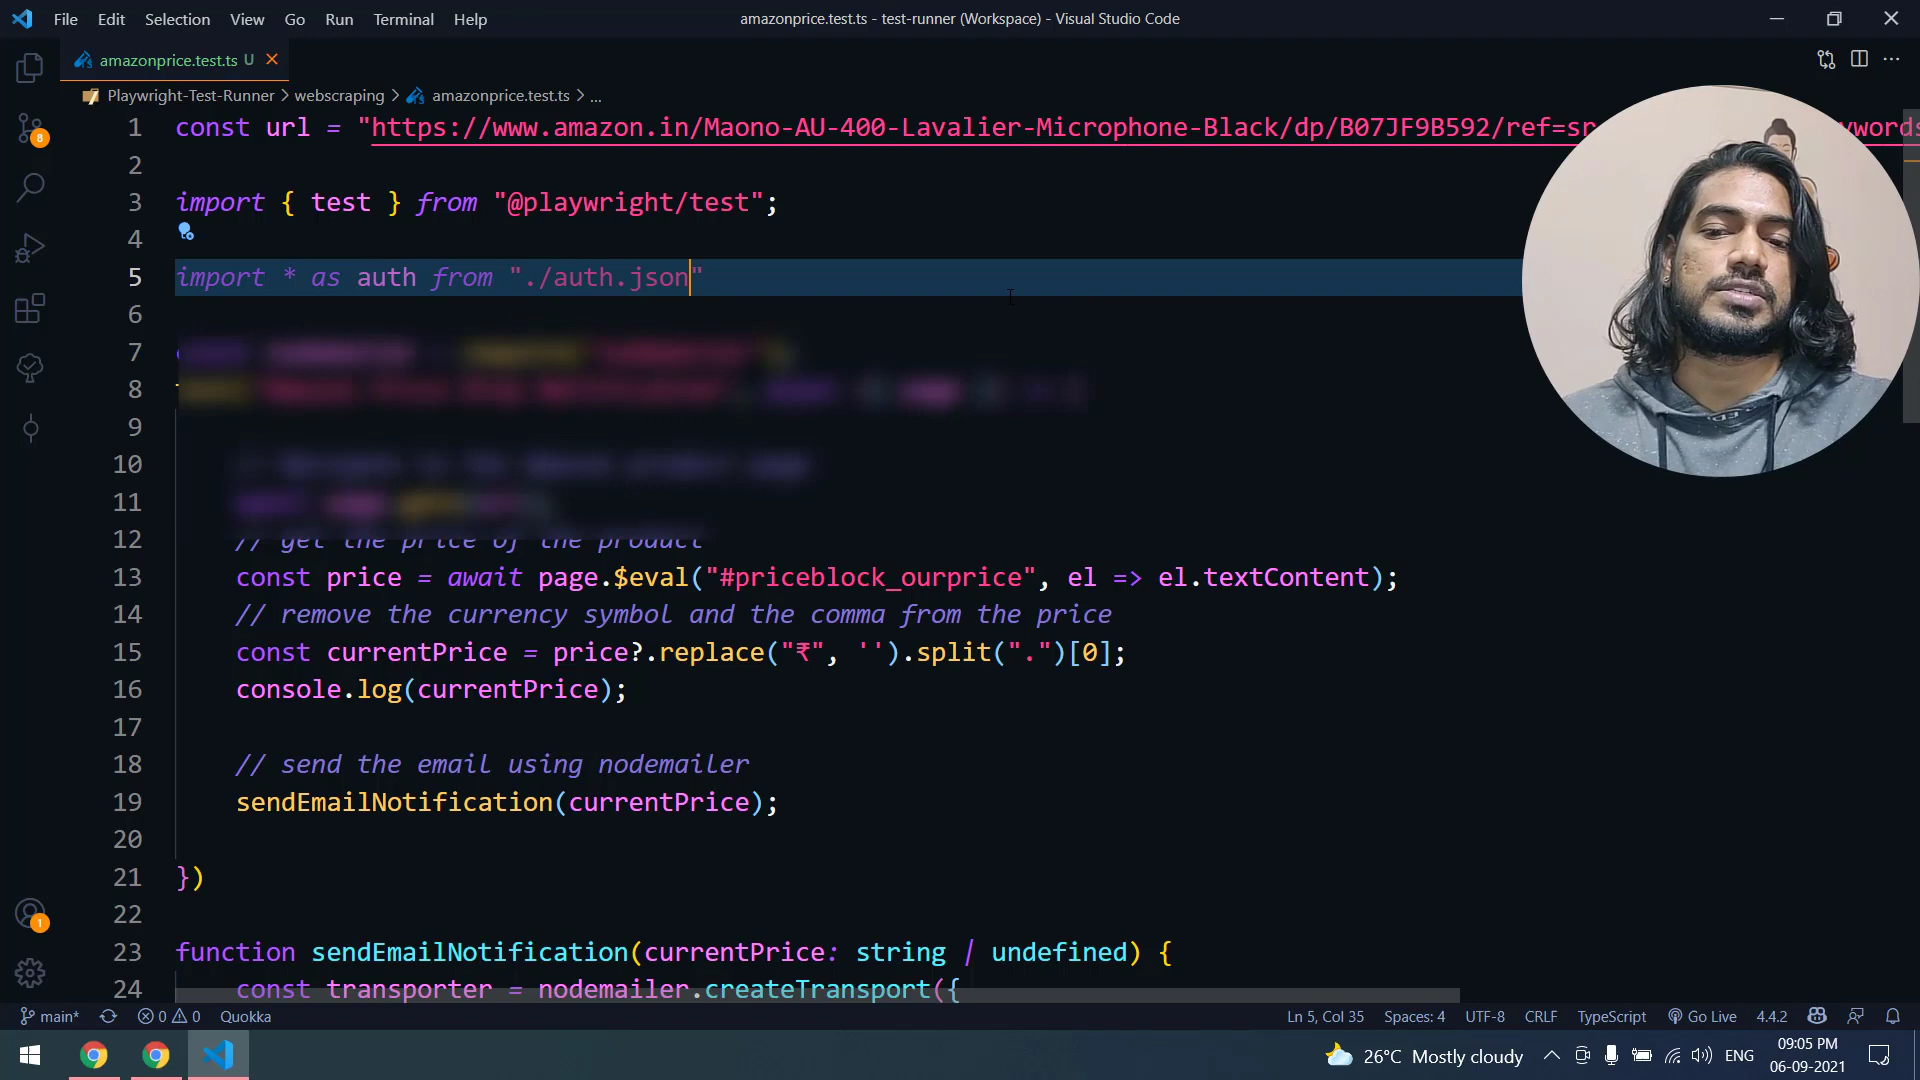 File Edit Selection View Go Run Terminal Help
amazonprice.test.ts - test-runner (Workspace) - Visual Studio Code
amazonprice.test.ts U
Playwright-Test-Runner > webscraping > amazonprice.test.ts > ...
1 const url = "https://www.amazon.in/Maono-AU-400-Lavalier-Microphone-Black/dp/B07JF9B592/ref=sr
2
3 import { test } from "@playwright/test";
4
5 import * as auth from "./auth.json"
6
7
8
9
10
11
12 // get the price of the product
13 const price = await page.$eval("#priceblock_ourprice", el => el.textContent);
14 // remove the currency symbol and the comma from the price
15 const currentPrice = price?.replace("₹", '').split(".")[0];
16 console.log(currentPrice);
17
18 // send the email using nodemailer
19 sendEmailNotification(currentPrice);
20
21 })
22
23 function sendEmailNotification(currentPrice: string | undefined) {
24 const transporter = nodemailer.createTransport({
8
1
main* 0 0 Quokka
Ln 5, Col 35 Spaces: 4 UTF-8 CRLF TypeScript Go Live 4.4.2
26°C Mostly cloudy ENG
09:05 PM
06-09-2021